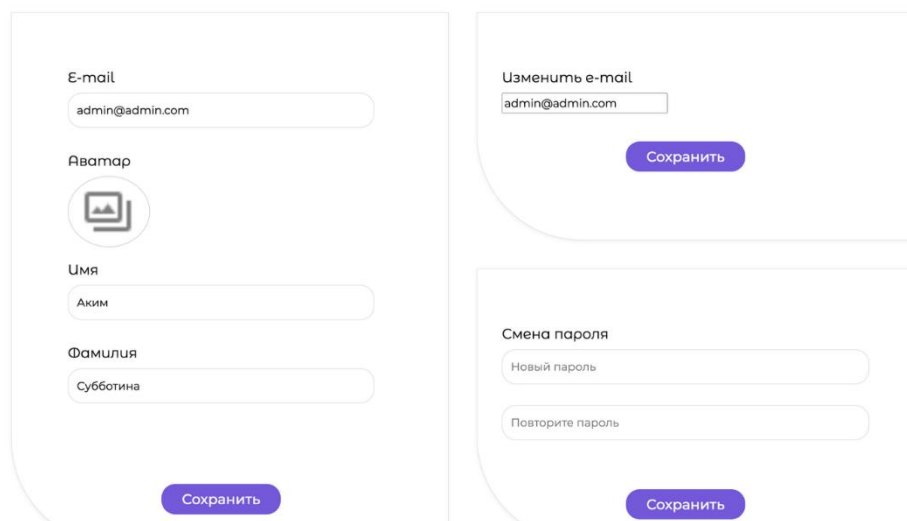 E-mail
admin@admin.com
Аватар
Имя
Аким
Фамилия
Субботина
Сохранить
Изменить e-mail
admin@admin.com
Сохранить
Смена пароля
Новый пароль
Повторите пароль
Сохранить